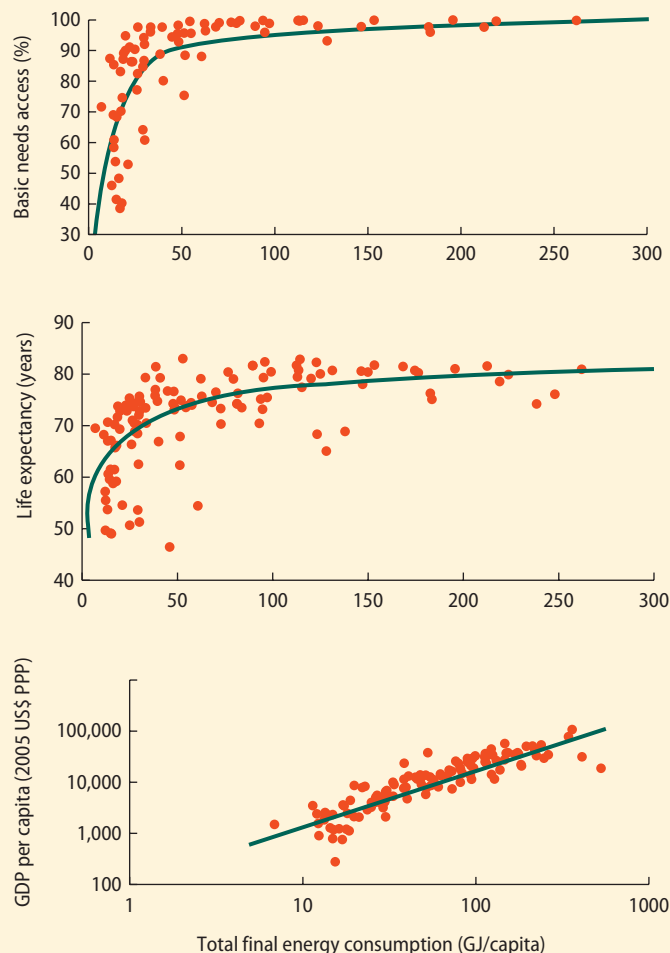 Basic needs access (%)
100
90
80
70
60
50
40
30
0 50 100 150 200 250 300
Life expectancy (years)
90
80
70
60
50
40
0 50 100 150 200 250 300
GDP per capita (2005 US$ PPP)
100,000
10,000
1,000
100
1 10 100 1000
Total final energy consumption (GJ/capita)